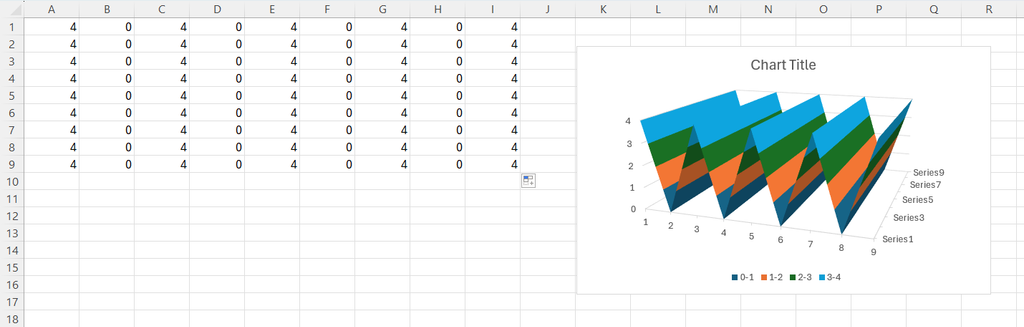 A B C D E F G H I J K L M N O P Q R
1 4 0 4 0 4 0 4 0 4
2 4 0 4 0 4 0 4 0 4
3 4 0 4 0 4 0 4 0 4
4 4 0 4 0 4 0 4 0 4
5 4 0 4 0 4 0 4 0 4
6 4 0 4 0 4 0 4 0 4
7 4 0 4 0 4 0 4 0 4
8 4 0 4 0 4 0 4 0 4
9 4 0 4 0 4 0 4 0 4
10
11
12
13
14
15
16
17
18
Chart Title
4
3
2
1
0
1 2 3 4 5 6 7 8 9
Series9
Series7
Series5
Series3
Series1
0-1 1-2 2-3 3-4